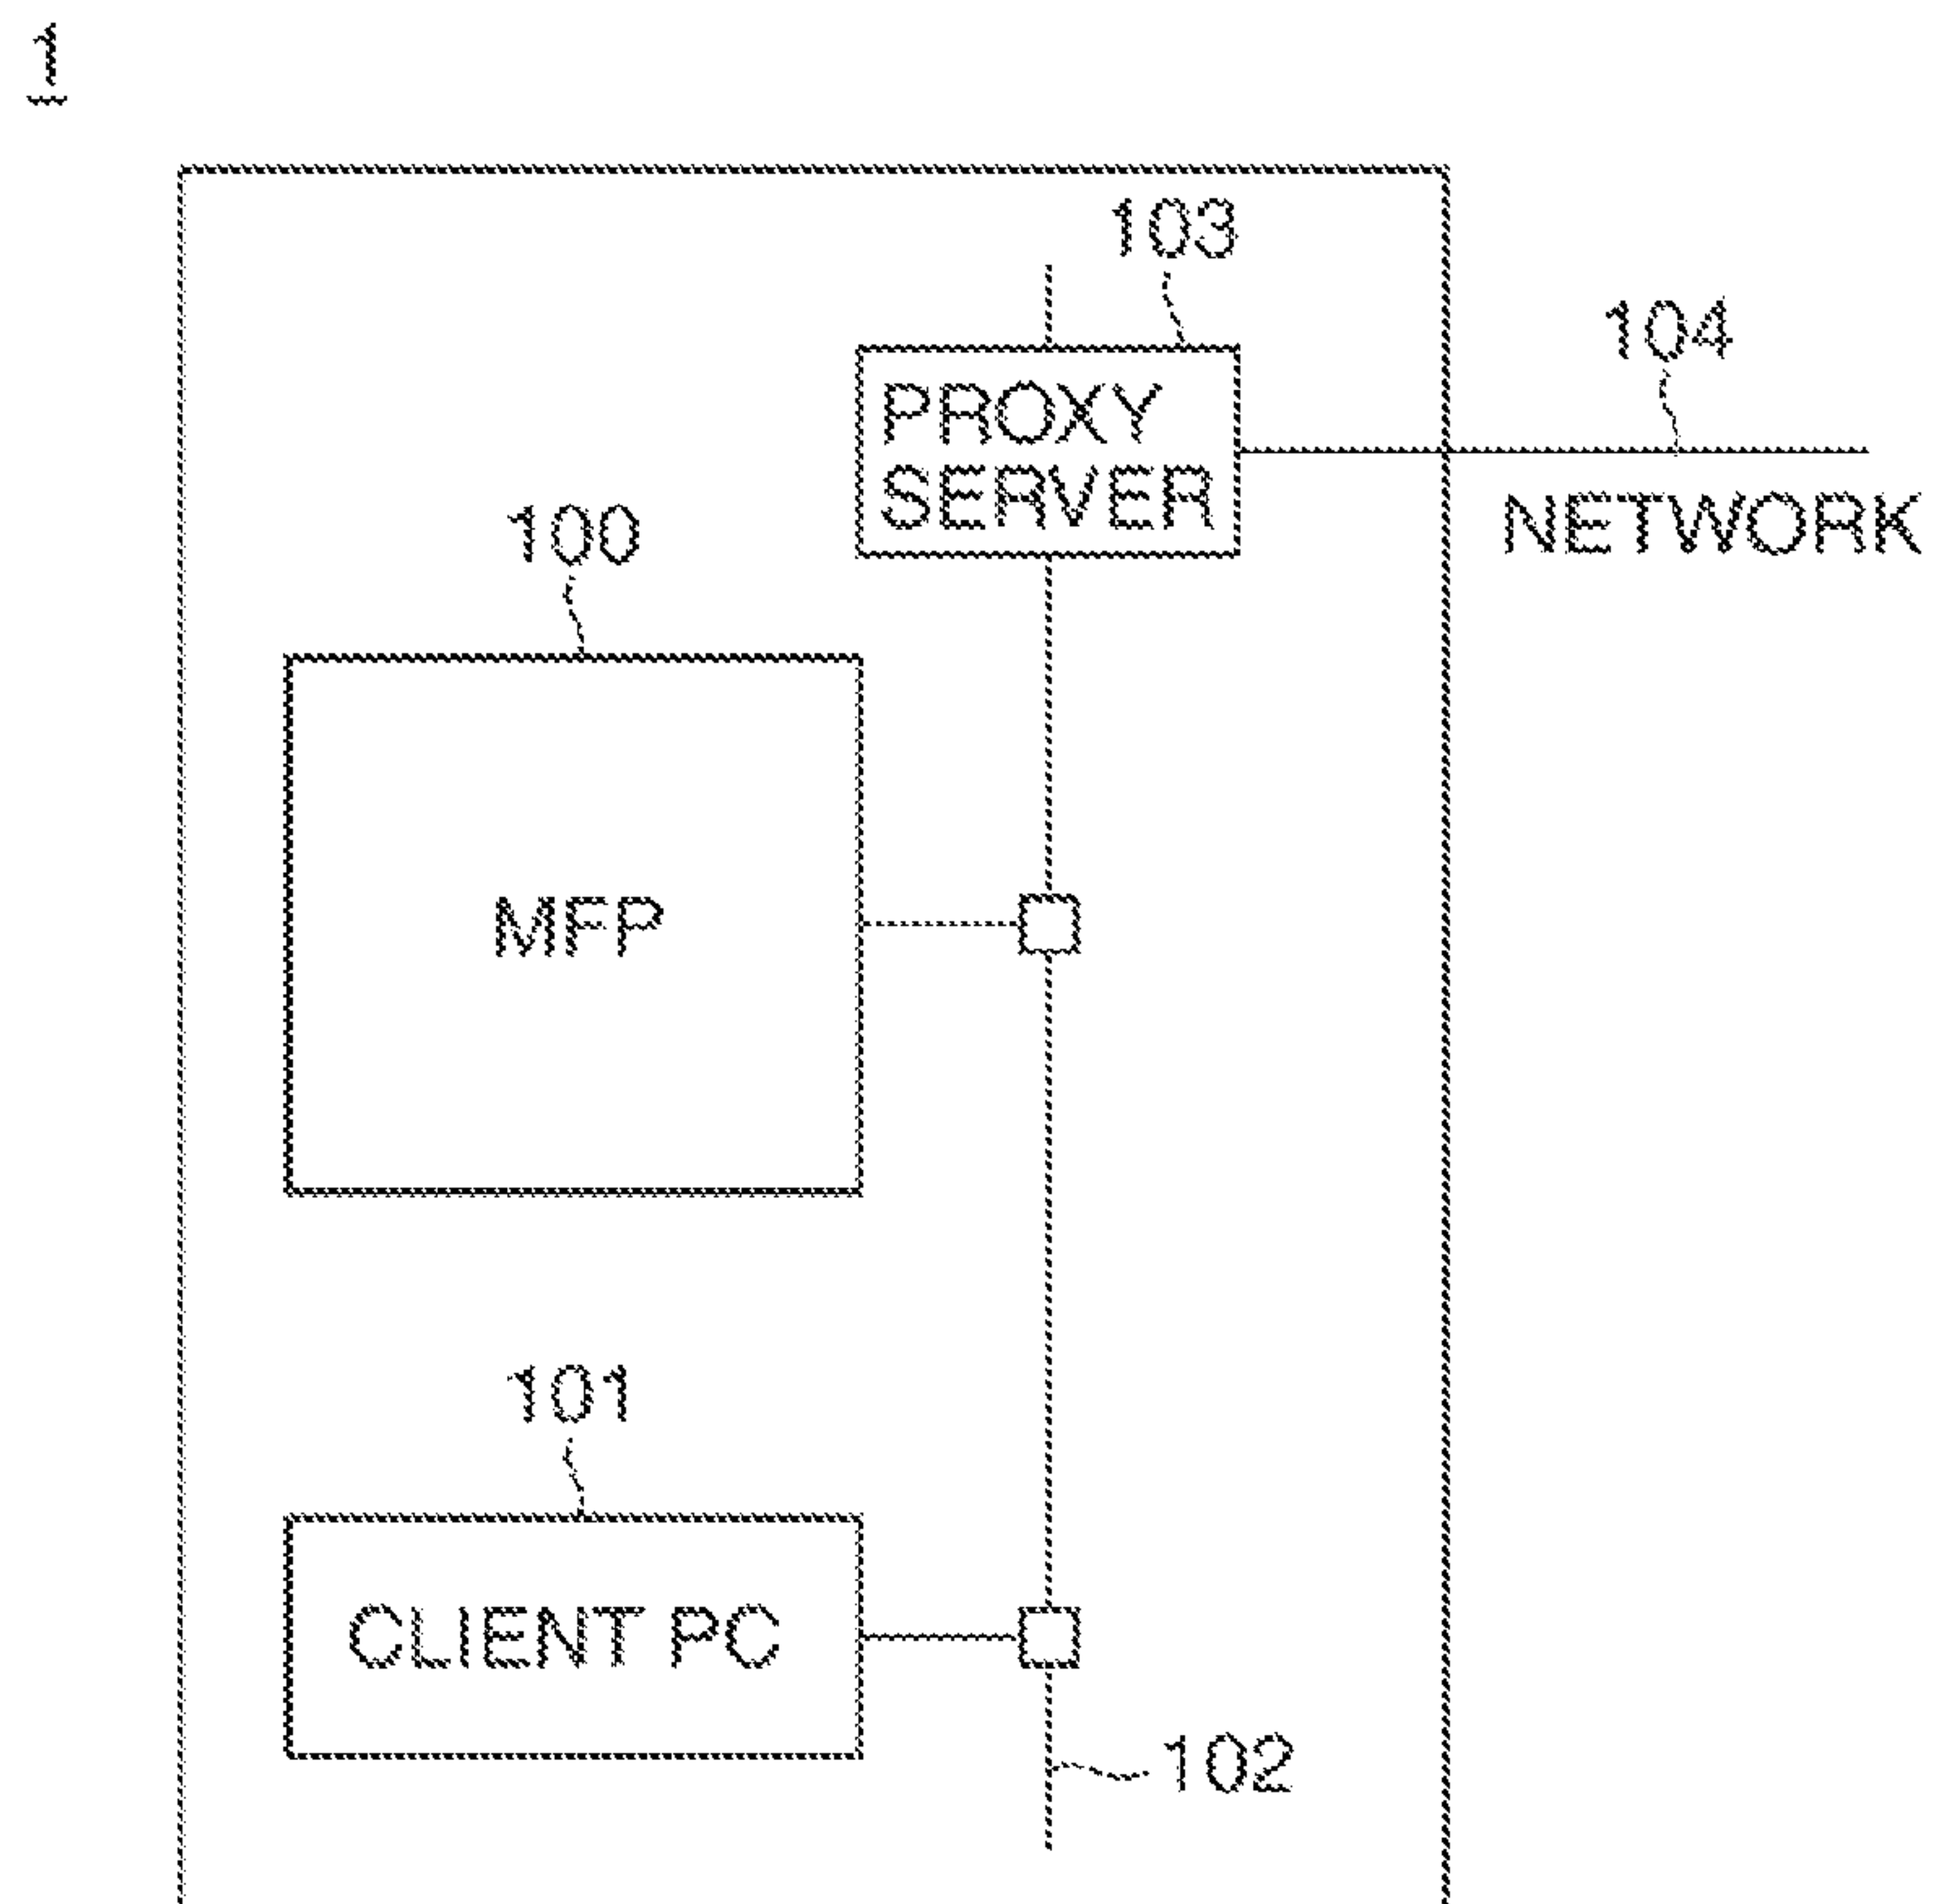 1
103
104
PROXY
SERVER
NETWORK
100
MFP
101
CLIENT PC
102